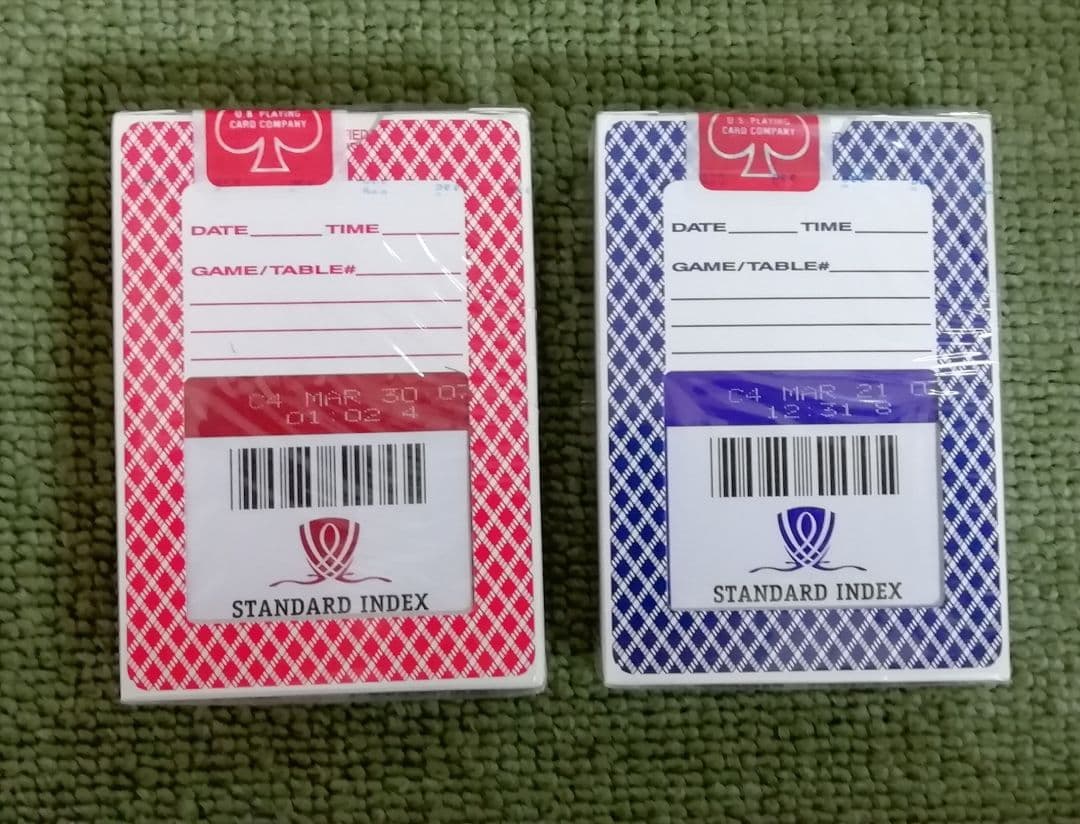 U.S. PLAYING
CARD COMPANY
DATE TIME
GAME/TABLE#
C4 MAR 30 07
01:02 4
STANDARD INDEX
U.S. PLAYING
CARD COMPANY
DATE TIME
GAME/TABLE#
C4 MAR 21
12:31 8
STANDARD INDEX